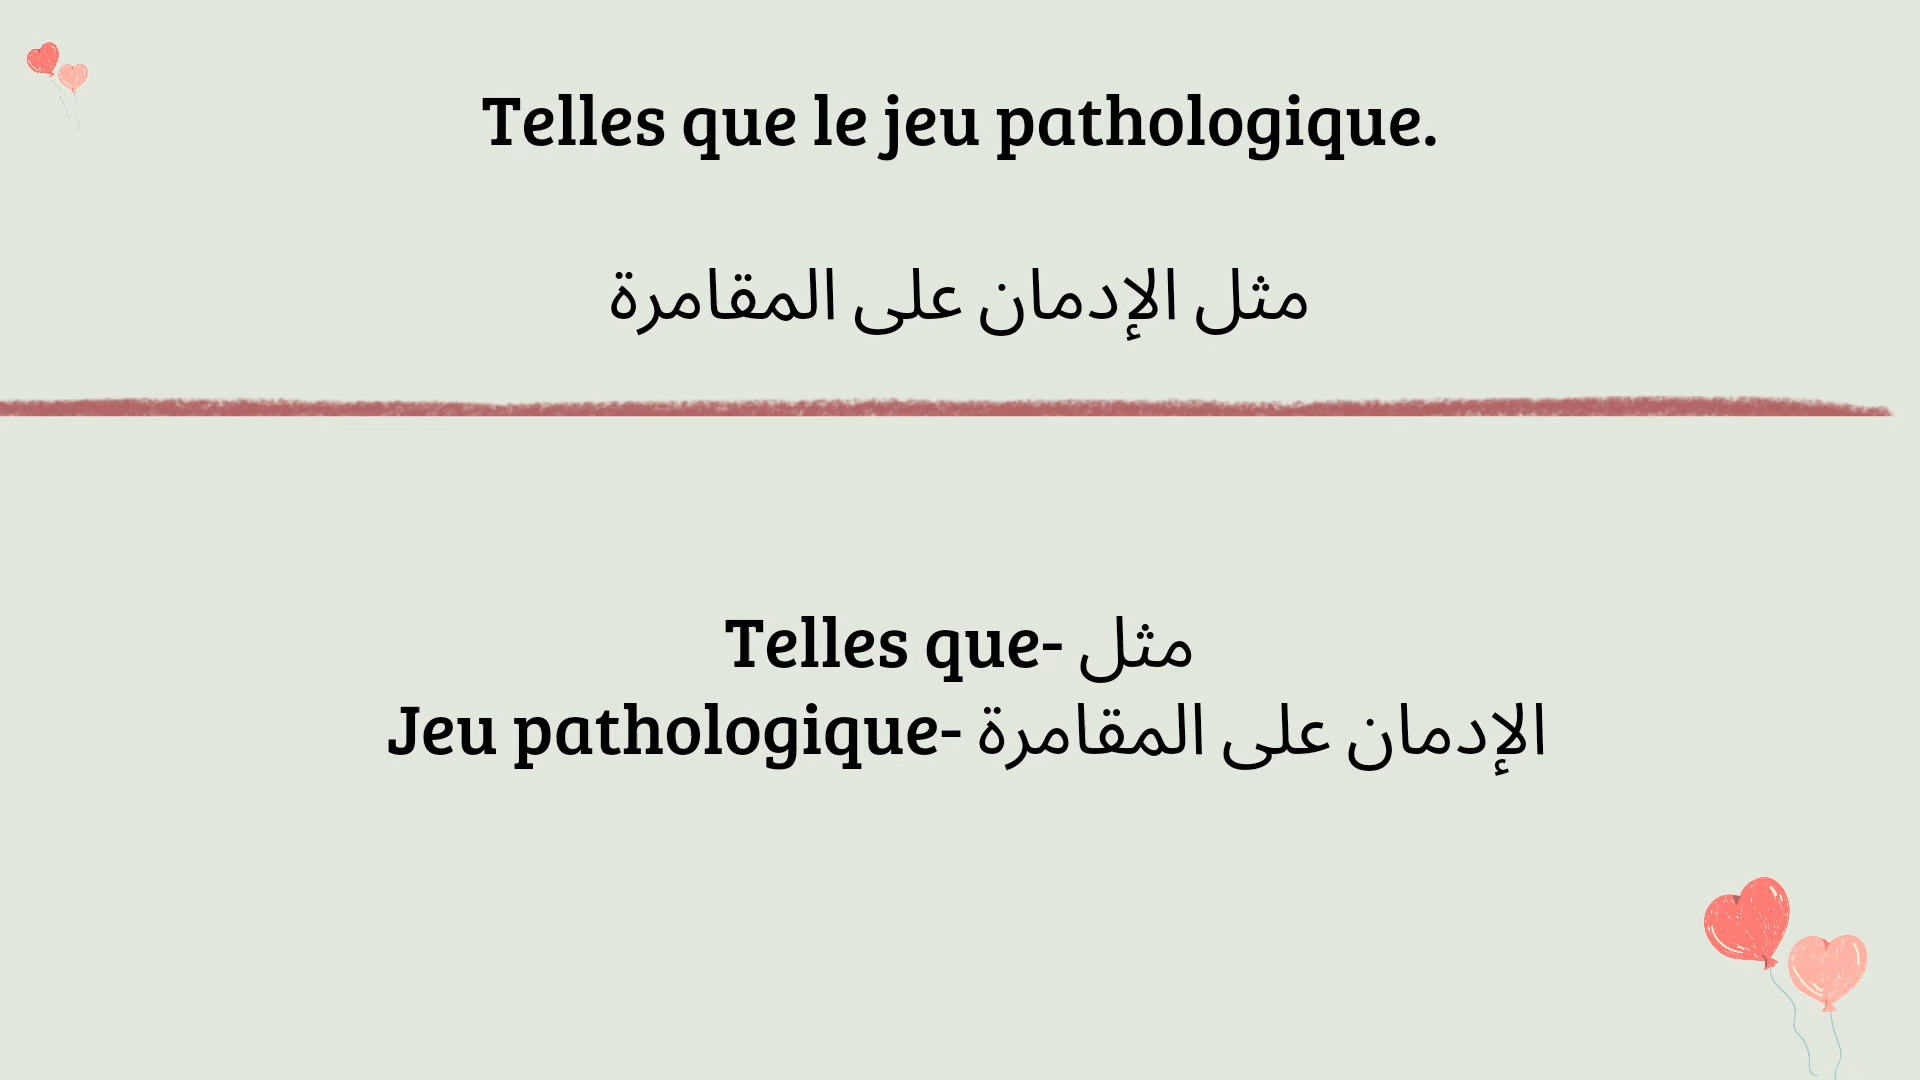 Telles que le jeu pathologique.
مثل الإدمان على المقامرة
Telles que- مثل
Jeu pathologique- الإدمان على المقامرة